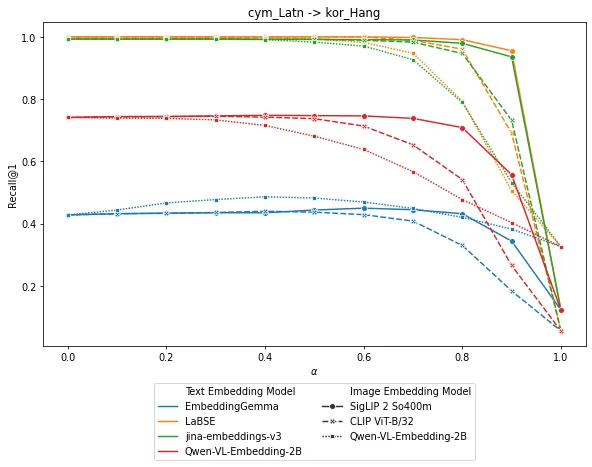 cym_Latn -> kor_Hang
Recall@1
1.0
0.8
0.6
0.4
0.2
0.0 0.2 0.4 0.6 0.8 1.0
α
Text Embedding Model Image Embedding Model
EmbeddingGemma SigLIP 2 So400m
LaBSE CLIP ViT-B/32
jina-embeddings-v3 Qwen-VL-Embedding-2B
Qwen-VL-Embedding-2B